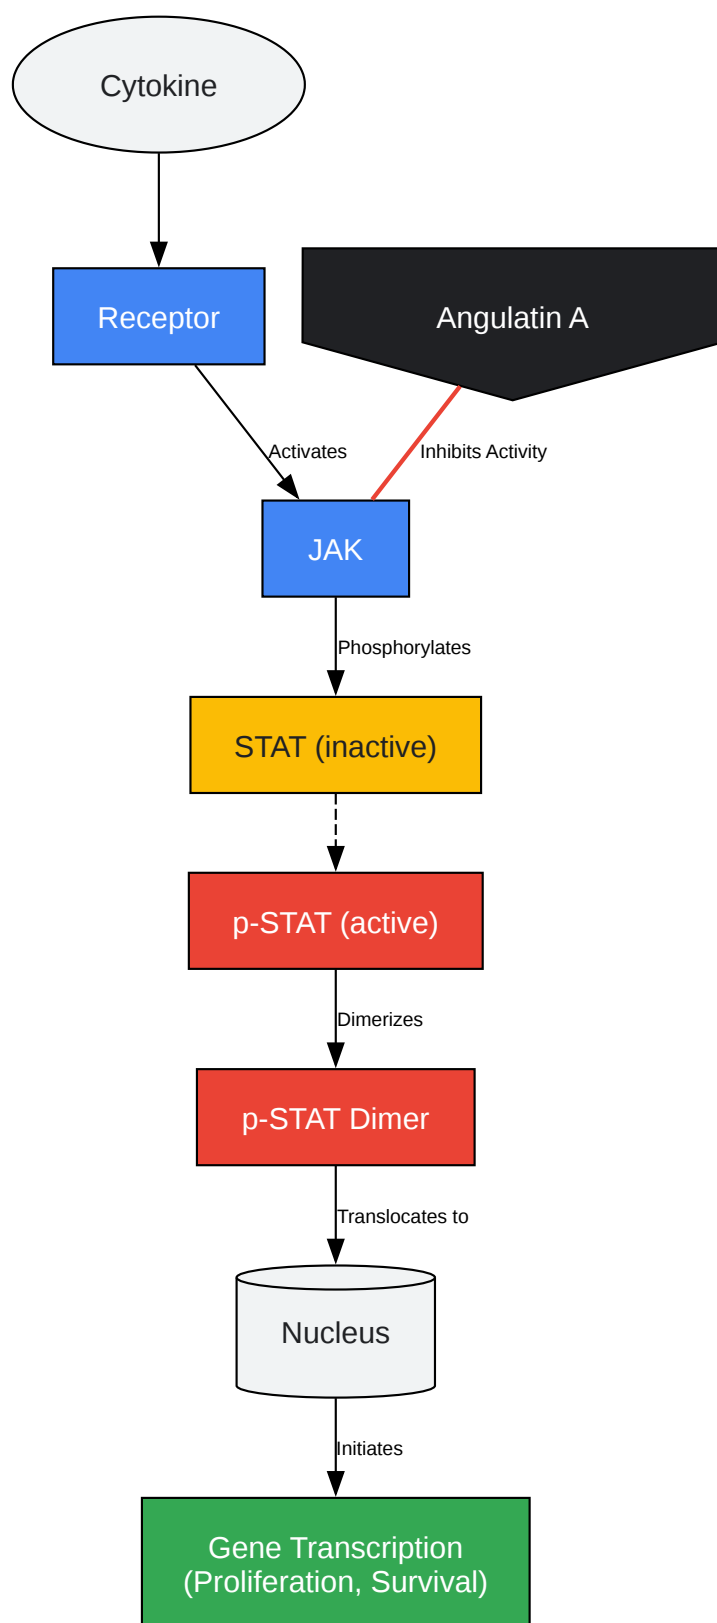 Cytokine
Receptor
Angulatin A
Activates
Inhibits Activity
JAK
Phosphorylates
STAT (inactive)
p-STAT (active)
Dimerizes
p-STAT Dimer
Translocates to
Nucleus
Initiates
Gene Transcription
(Proliferation, Survival)